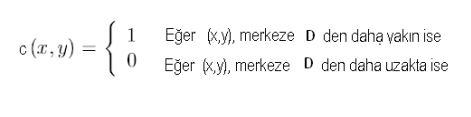 c(x,y) = { 1 Eğer (x,y), merkeze D den daha yakın ise
0 Eğer (x,y), merkeze D den daha uzakta ise